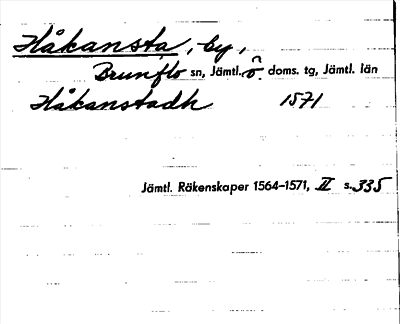 Håkansta, by,
Brunflo sn, Jämtl. ö. doms. tg, Jämtl. län
Håkanstadh 1571
Jämtl. Räkenskaper 1564–1571, II s. 335